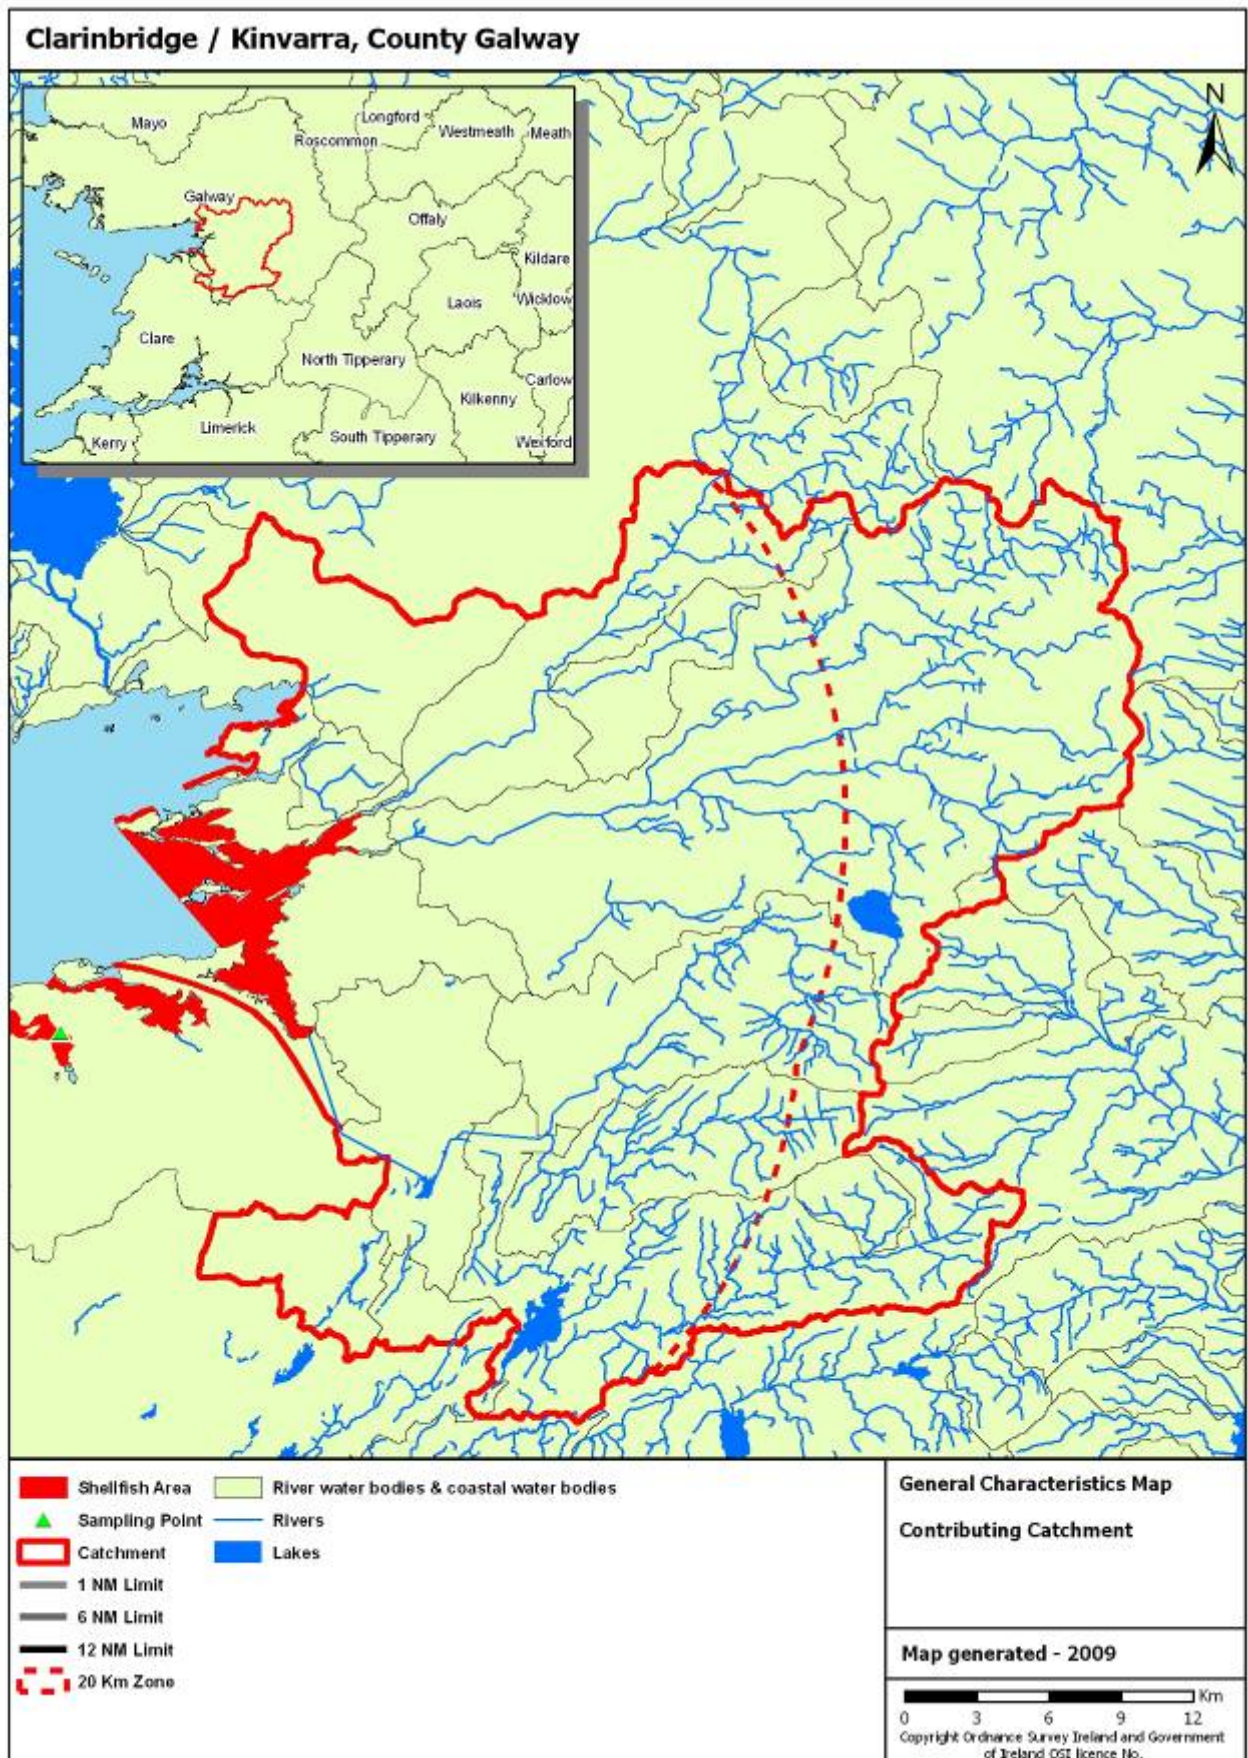 Clarinbridge / Kinvarra, County Galway
N
Mayo
Longford
Roscommon
Westmeath
Meath
Galway
Offaly
Kildare
Laois
Wicklow
Clare
North Tipperary
Carlow
Kilkenny
Limerick
South Tipperary
Kerry
Wexford
Shellfish Area
River water bodies & coastal water bodies
Sampling Point
Rivers
Catchment
Lakes
1 NM Limit
6 NM Limit
12 NM Limit
20 Km Zone
General Characteristics Map
Contributing Catchment
Map generated - 2009
Km
0 3 6 9 12
Copyright Ordnance Survey Ireland and Government
of Ireland OSI licence No.